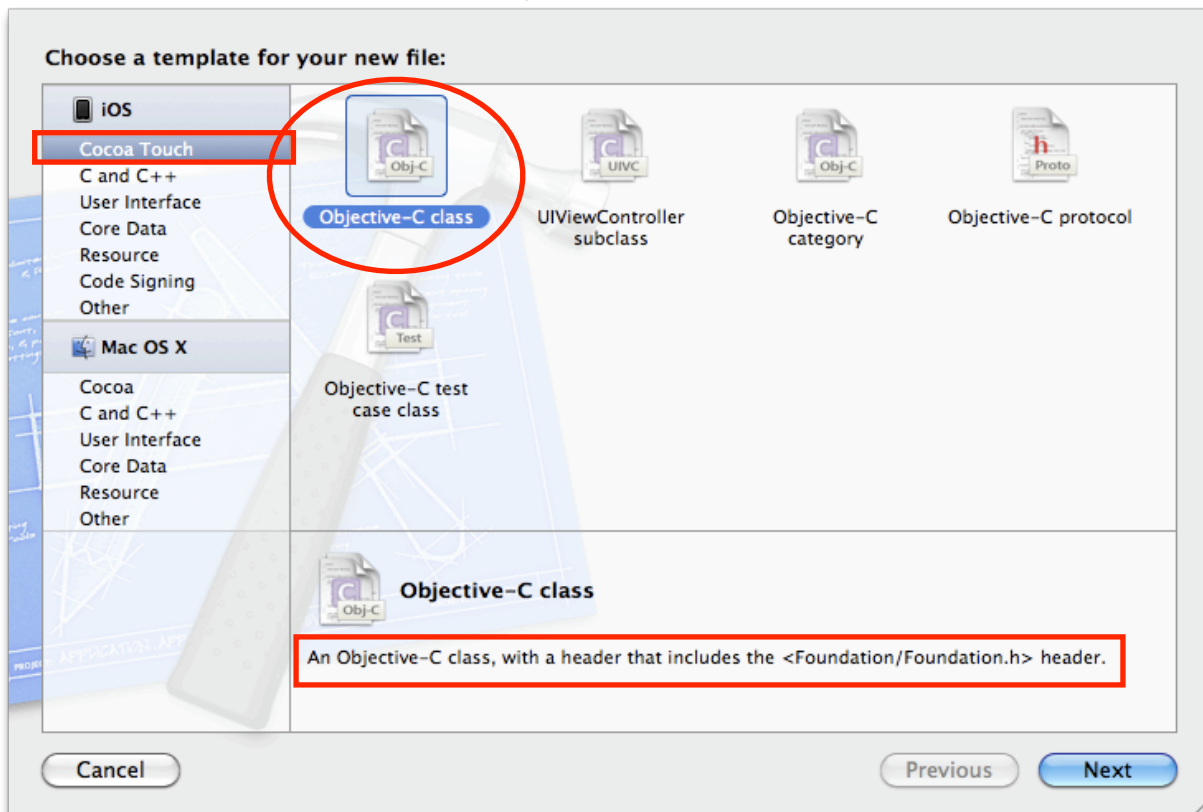 Choose a template for your new file:
iOS
Cocoa Touch
C and C++
User Interface
Core Data
Resource
Code Signing
Other
Mac OS X
Cocoa
C and C++
User Interface
Core Data
Resource
Other
Obj-C
Objective-C class
UIVC
UIViewController
subclass
Obj-C
Objective-C
category
h
Proto
Objective-C protocol
Test
Objective-C test
case class
Obj-C
Objective-C class
An Objective-C class, with a header that includes the <Foundation/Foundation.h> header.
APPLICATION APP
Cancel
Previous
Next